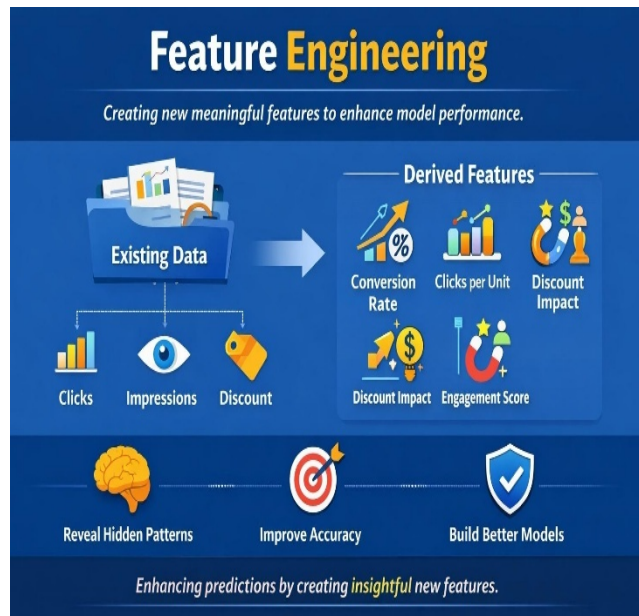 Feature Engineering
Creating new meaningful features to enhance model performance.
Existing Data
Clicks
Impressions
Discount
Derived Features
%
Conversion
Rate
Clicks per Unit
$
Discount
Impact
$
Discount Impact
Engagement Score
Reveal Hidden Patterns
Improve Accuracy
Build Better Models
Enhancing predictions by creating insightful new features.